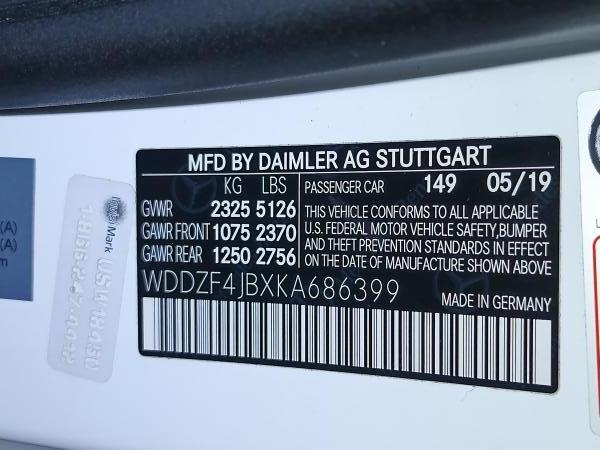 MFD BY DAIMLER AG STUTTGART
KG LBS
GVWR 2325 5126
GAWR FRONT 1075 2370
GAWR REAR 1250 2756
PASSENGER CAR 149 05/19
THIS VEHICLE CONFORMS TO ALL APPLICABLE
U.S. FEDERAL MOTOR VEHICLE SAFETY,BUMPER
AND THEFT PREVENTION STANDARDS IN EFFECT
ON THE DATE OF MANUFACTURE SHOWN ABOVE
WDDZF4JBXKA686399
MADE IN GERMANY
(A)
(A)
m
Mark